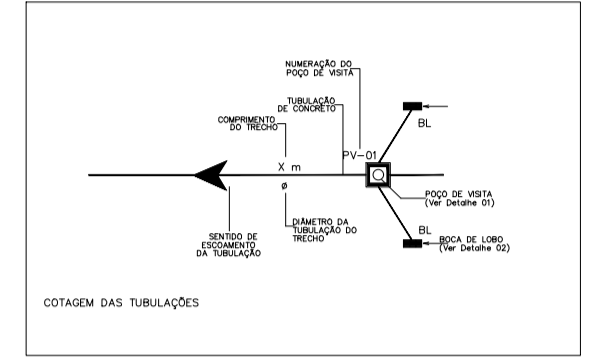 NUMERAÇÃO DO
POÇO DE VISITA
TUBULAÇÃO
DE CONCRETO
COMPRIMENTO
DO TRECHO
BL
PV-01
X m
ø
POÇO DE VISITA
(Ver Detalhe 01)
DIÂMETRO DA
TUBULAÇÃO DO
TRECHO
SENTIDO DE
ESCOAMENTO
DA TUBULAÇÃO
BL
BOCA DE LOBO
(Ver Detalhe 02)
COTAGEM DAS TUBULAÇÕES